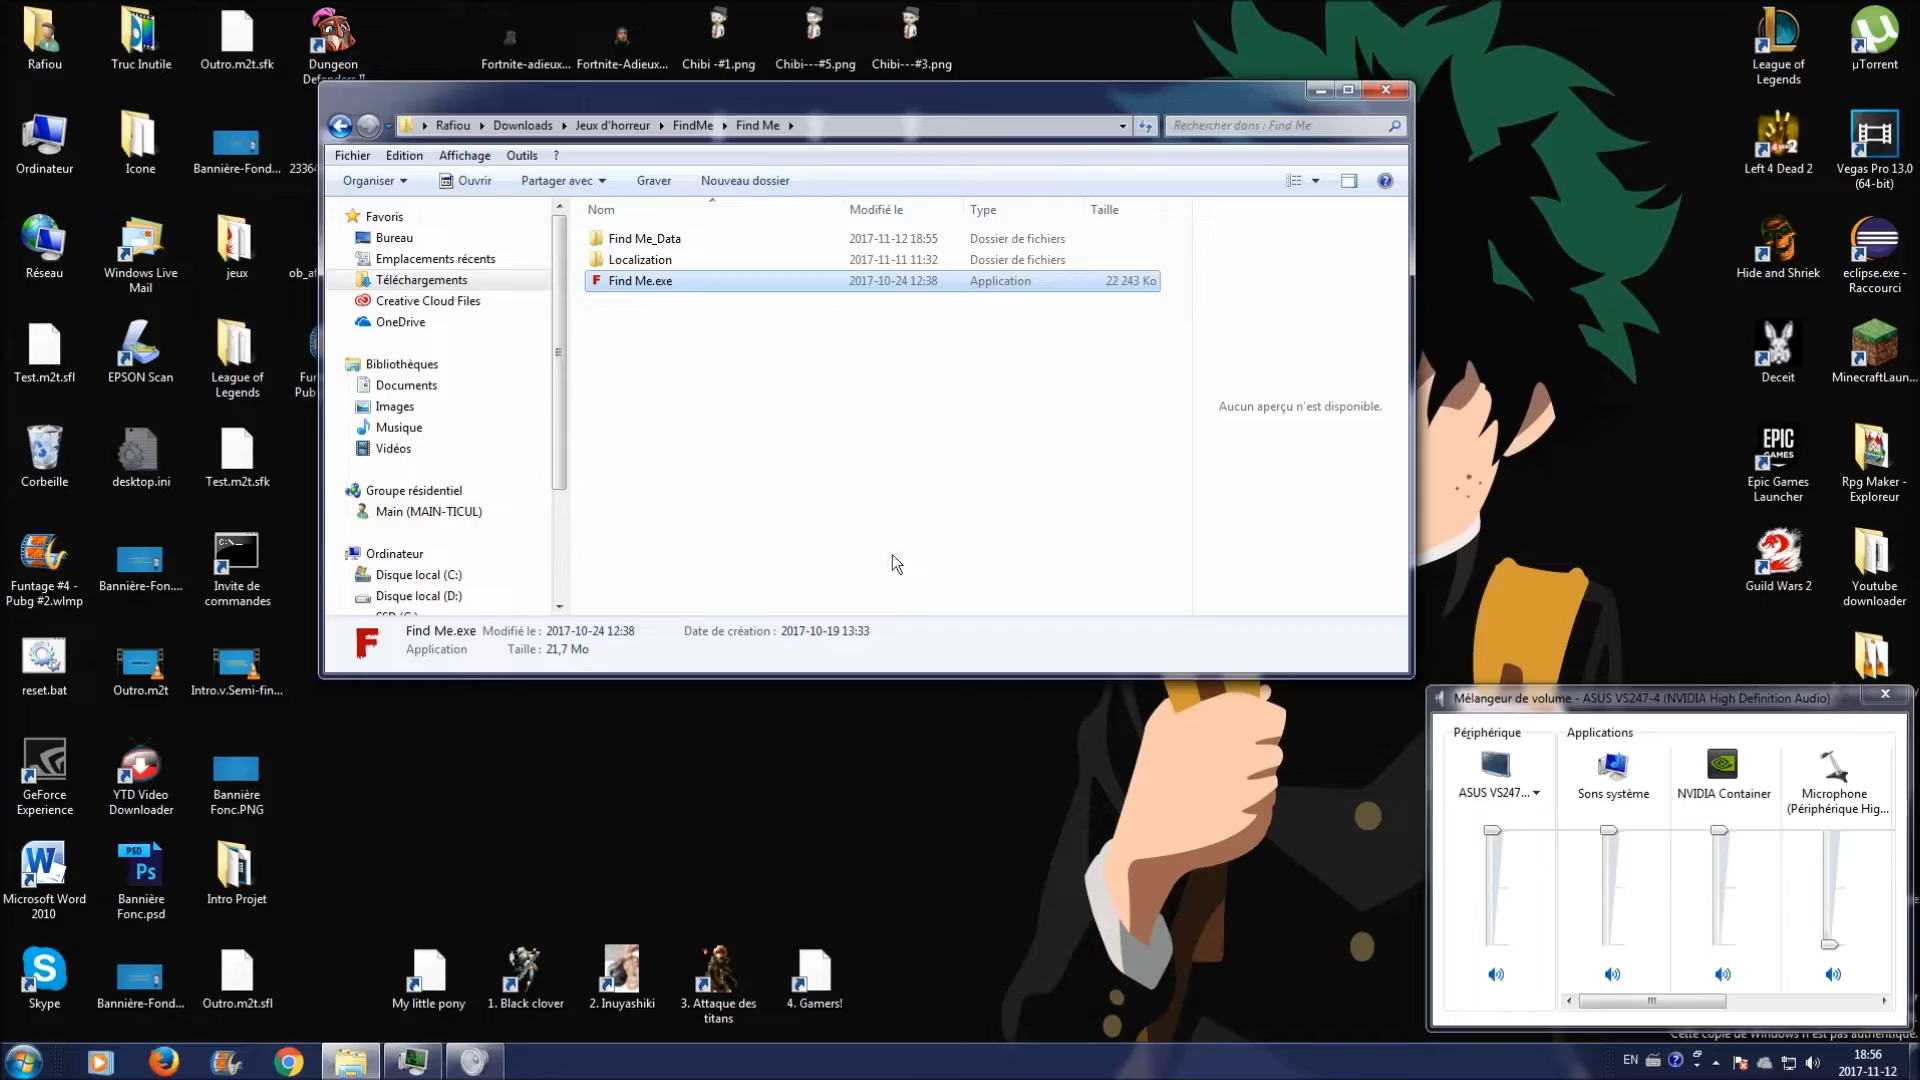 Rafiou
Truc Inutile
Outro.m2t.sfk
Dungeon
Defenders II
Fortnite-adieux...
Fortnite-Adieux...
Chibi -#1.png
Chibi---#5.png
Chibi---#3.png
League of
Legends
µTorrent
Rafiou
Downloads
Jeux d'horreur
FindMe
Find Me
Rechercher dans : Find Me
Fichier
Edition
Affichage
Outils
?
Organiser
Ouvrir
Partager avec
Graver
Nouveau dossier
Favoris
Bureau
Emplacements récents
Téléchargements
Creative Cloud Files
OneDrive
Bibliothèques
Documents
Images
Musique
Vidéos
Groupe résidentiel
Main (MAIN-TICUL)
Ordinateur
Disque local (C:)
Disque local (D:)
Nom Modifié le Type Taille
Find Me_Data 2017-11-12 18:55 Dossier de fichiers
Localization 2017-11-11 11:32 Dossier de fichiers
Find Me.exe 2017-10-24 12:38 Application 22 243 Ko
Aucun aperçu n'est disponible.
F
Find Me.exe Modifié le : 2017-10-24 12:38 Date de création : 2017-10-19 13:33
Application Taille : 21,7 Mo
Ordinateur
Icone
Bannière-Fond...
2336
Left 4 Dead 2
Vegas Pro 13.0
(64-bit)
Réseau
Windows Live
Mail
jeux
ob_a
Hide and Shriek
eclipse.exe -
Raccourci
Test.m2t.sfl
EPSON Scan
League of
Legends
Fun
Pub
Deceit
MinecraftLaun...
Corbeille
desktop.ini
Test.m2t.sfk
EPIC
GAMES
Epic Games
Launcher
Rpg Maker -
Exploreur
Funtage #4 -
Pubg #2.wlmp
Bannière-Fon....
C:\
Invite de
commandes
Guild Wars 2
Youtube
downloader
reset.bat
Outro.m2t
Intro.v.Semi-fin...
GeForce
Experience
YTD Video
Downloader
Bannière
Fonc.PNG
W
Microsoft Word
2010
PSD
Ps
Bannière
Fonc.psd
Intro Projet
S
Skype
Bannière-Fond...
Outro.m2t.sfl
My little pony
1. Black clover
2. Inuyashiki
3. Attaque des
titans
4. Gamers!
Mélangeur de volume - ASUS VS247-4 (NVIDIA High Definition Audio)
Périphérique
Applications
ASUS VS247...
Sons système
NVIDIA Container
Microphone
(Périphérique Hig...
Cette copie de Windows n'est pas authentique.
EN
18:56
2017-11-12